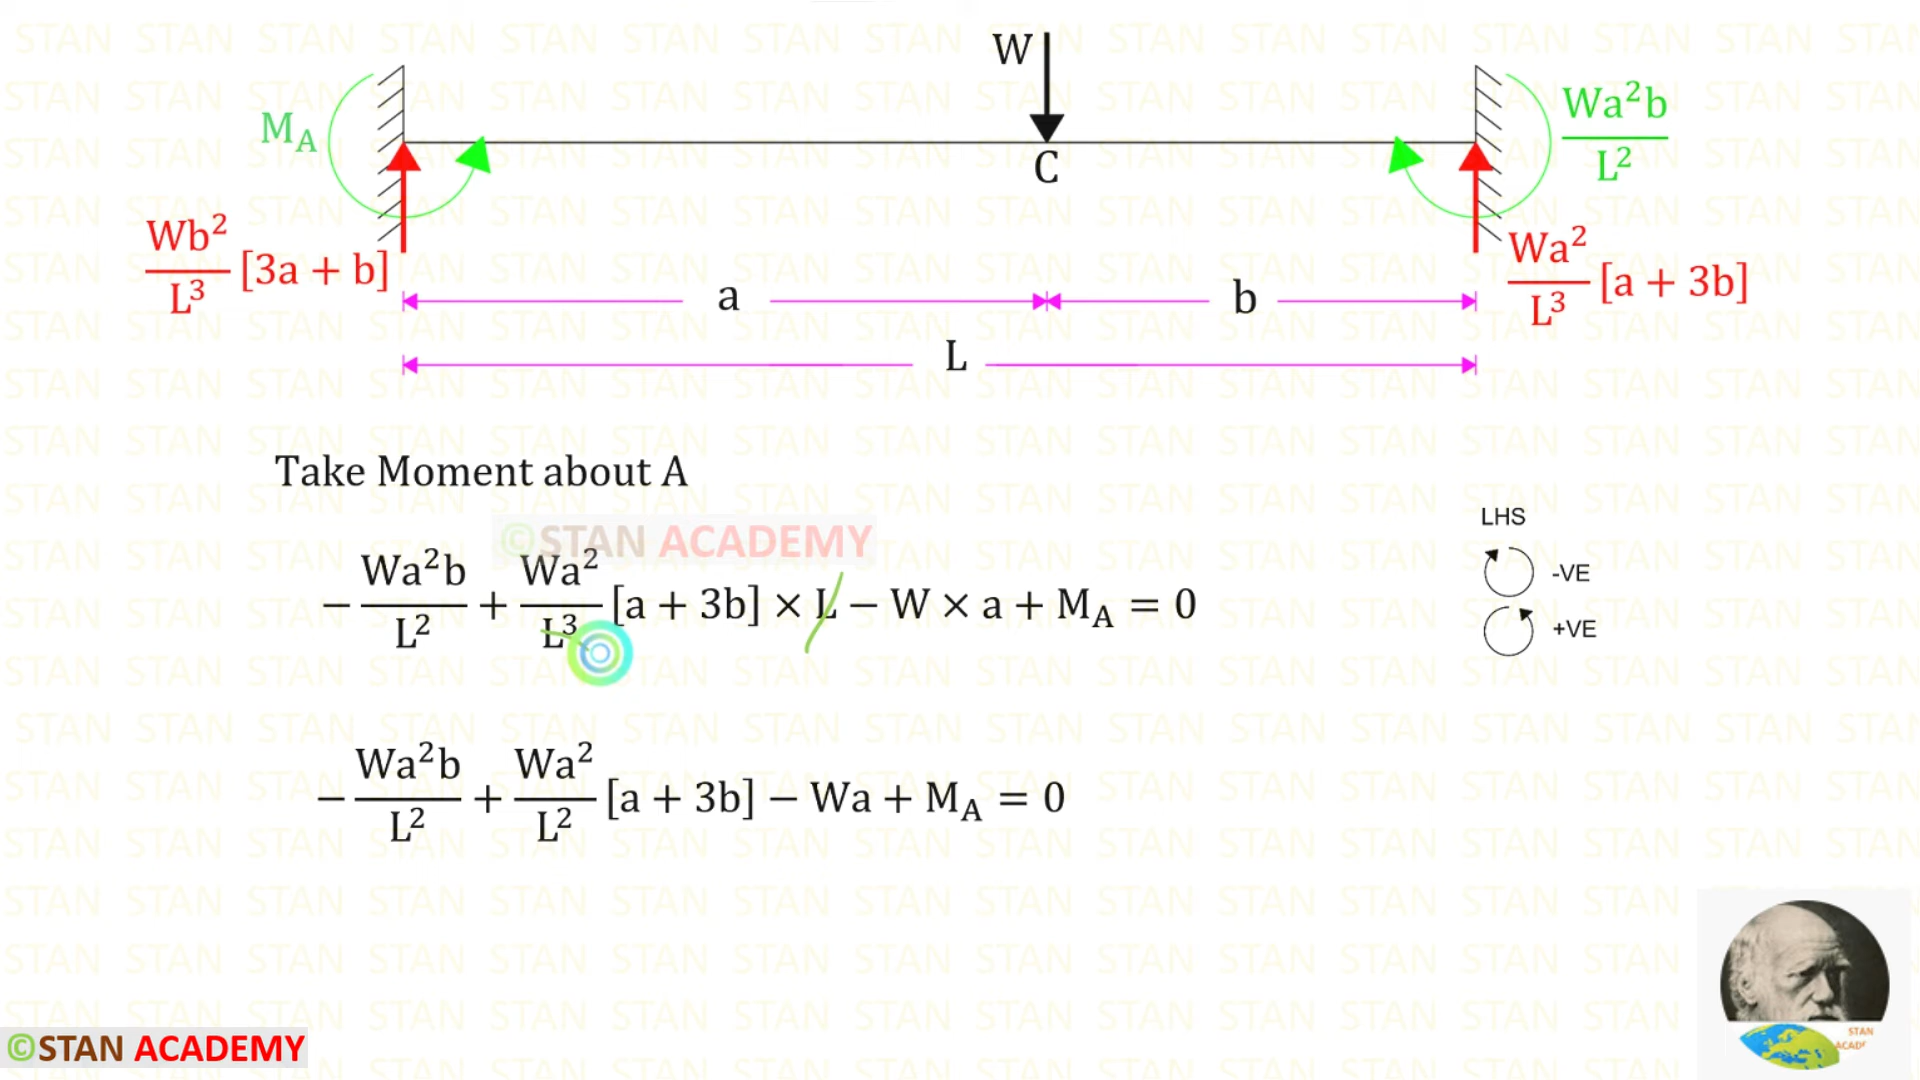 W
M_A
Wa²b / L²
C
Wb² / L³ [3a + b]
Wa² / L³ [a + 3b]
a
b
L
Take Moment about A
LHS
©STAN ACADEMY
−Wa²b / L² + Wa² / L³ [a + 3b] × L − W × a + M_A = 0
-VE
+VE
−Wa²b / L² + Wa² / L² [a + 3b] − Wa + M_A = 0
©STAN ACADEMY
STAN